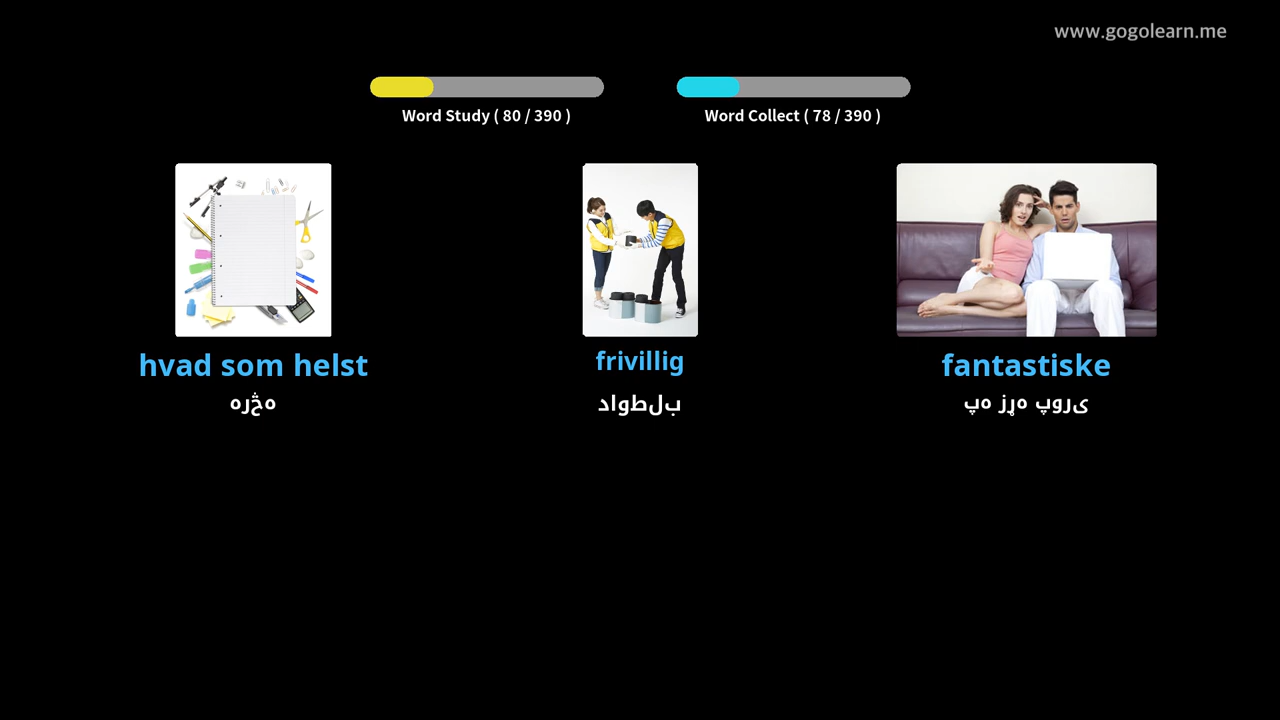 www.gogolearn.me
Word Study ( 80 / 390 )
Word Collect ( 78 / 390 )
hvad som helst
هڅره
frivillig
بلطواد
fantastiske
یروپ هړز هپ